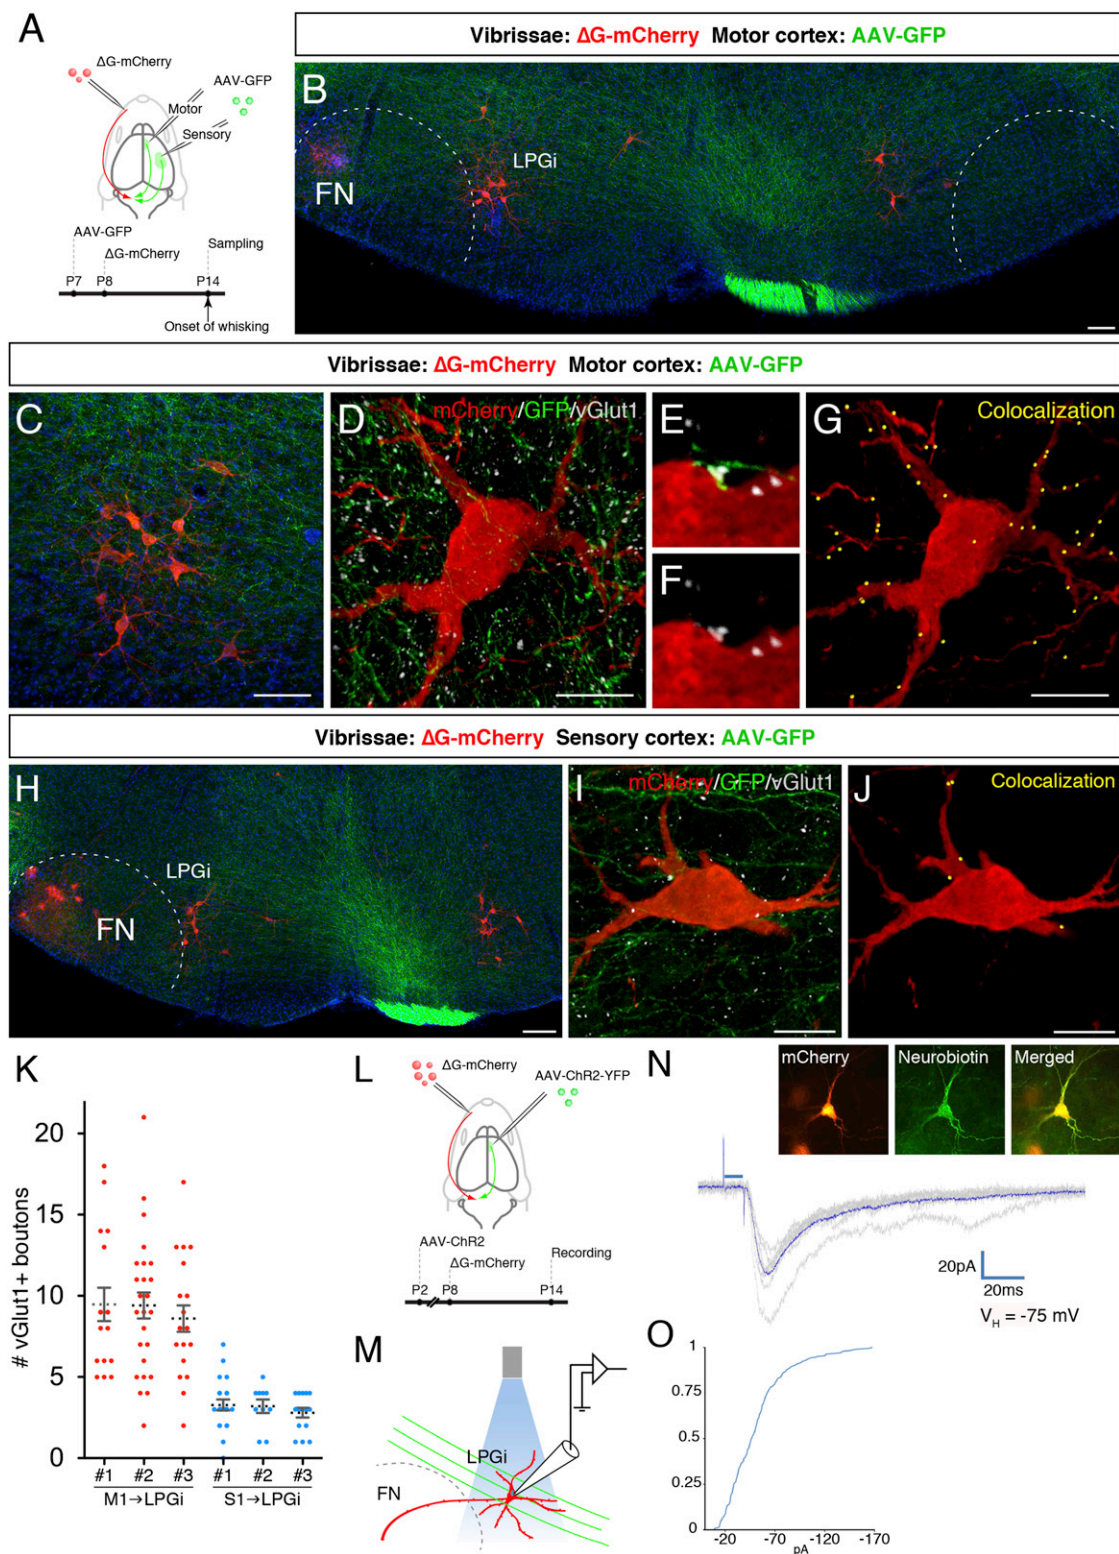 A
ΔG-mCherry
AAV-GFP
Motor
Sensory
AAV-GFP
ΔG-mCherry
Sampling
P7 P8 P14
Onset of whisking
Vibrissae: ΔG-mCherry Motor cortex: AAV-GFP
B
LPGi
FN
Vibrissae: ΔG-mCherry Motor cortex: AAV-GFP
C
D mCherry/GFP/vGlut1
E
F
G Colocalization
Vibrissae: ΔG-mCherry Sensory cortex: AAV-GFP
H
LPGi
FN
I mCherry/GFP/vGlut1
J Colocalization
K
# vGlut1+ boutons
20
15
10
5
0
#1 #2 #3 #1 #2 #3
M1→LPGi S1→LPGi
L
ΔG-mCherry
AAV-ChR2-YFP
AAV-ChR2
ΔG-mCherry
Recording
P2 P8 P14
M
LPGi
FN
N
mCherry Neurobiotin Merged
20pA
20ms
VH = -75 mV
O
1
0.75
0.5
0.25
0
-20 -70 -120 -170
pA